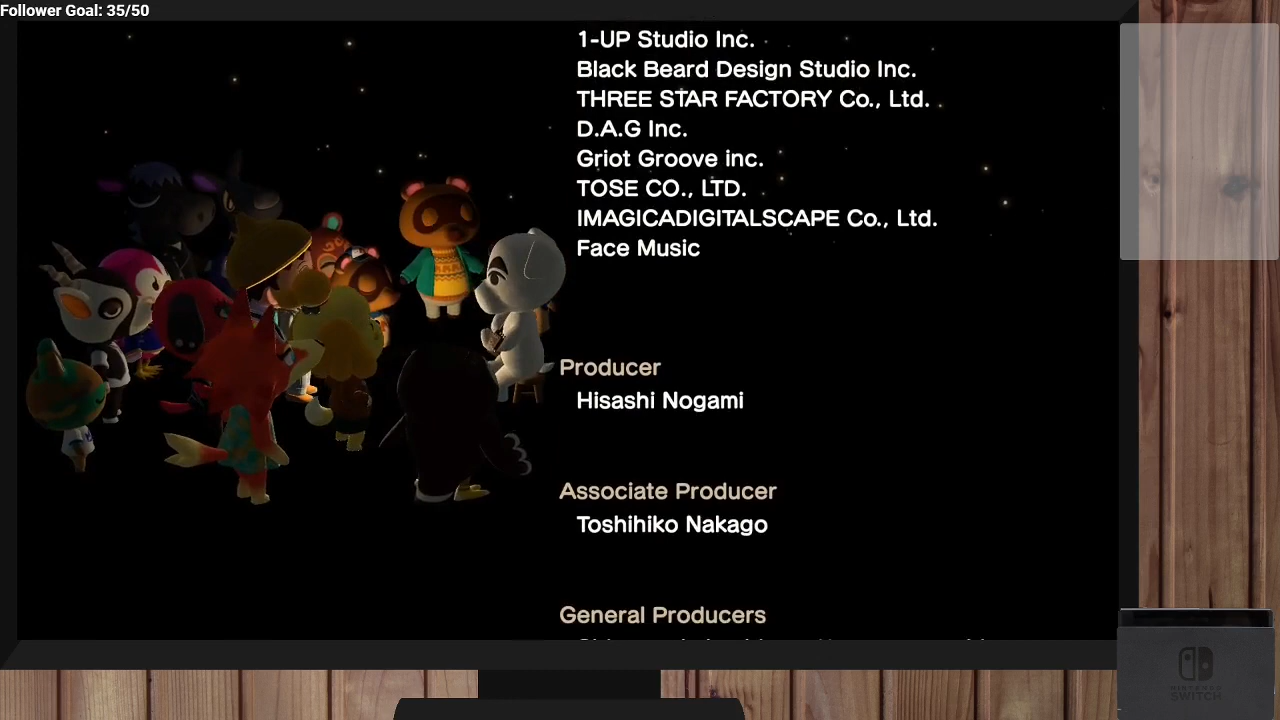 Follower Goal: 35/50
1-UP Studio Inc.
Black Beard Design Studio Inc.
THREE STAR FACTORY Co., Ltd.
D.A.G Inc.
Griot Groove inc.
TOSE CO., LTD.
IMAGICADIGITALSCAPE Co., Ltd.
Face Music
Producer
Hisashi Nogami
Associate Producer
Toshihiko Nakago
General Producers
NINTENDO
SWITCH